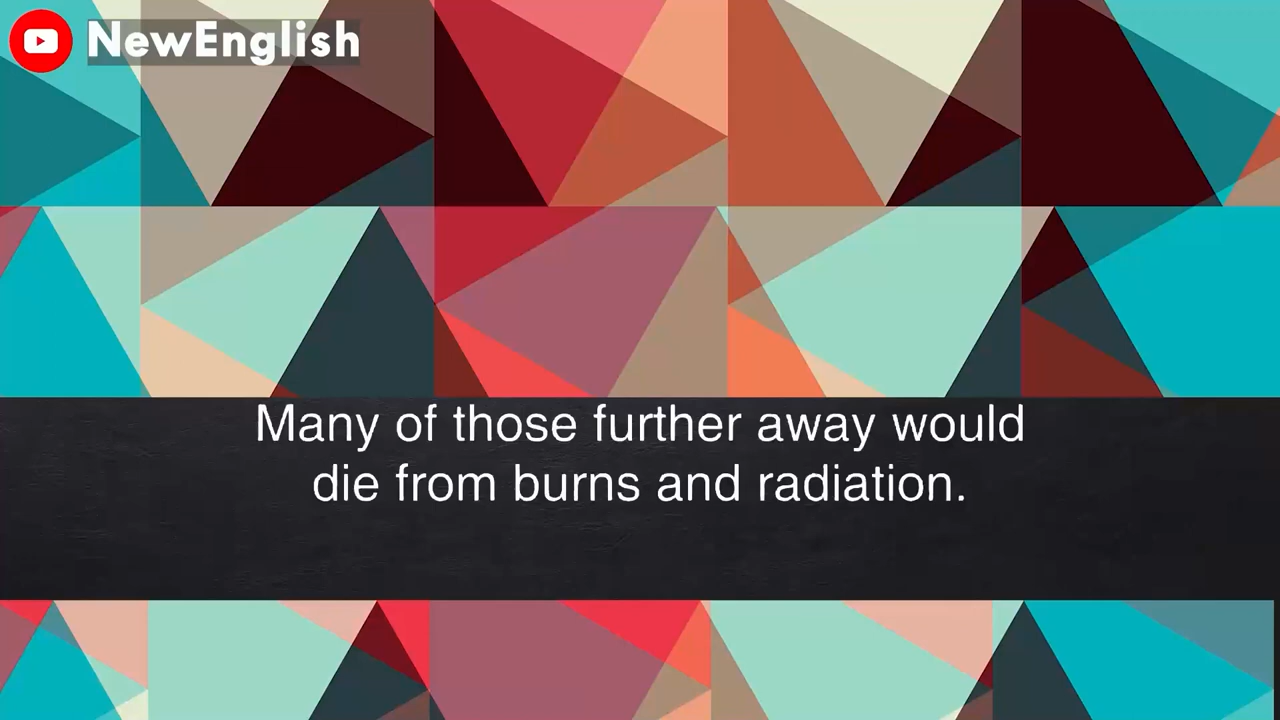 NewEnglish
Many of those further away would
die from burns and radiation.